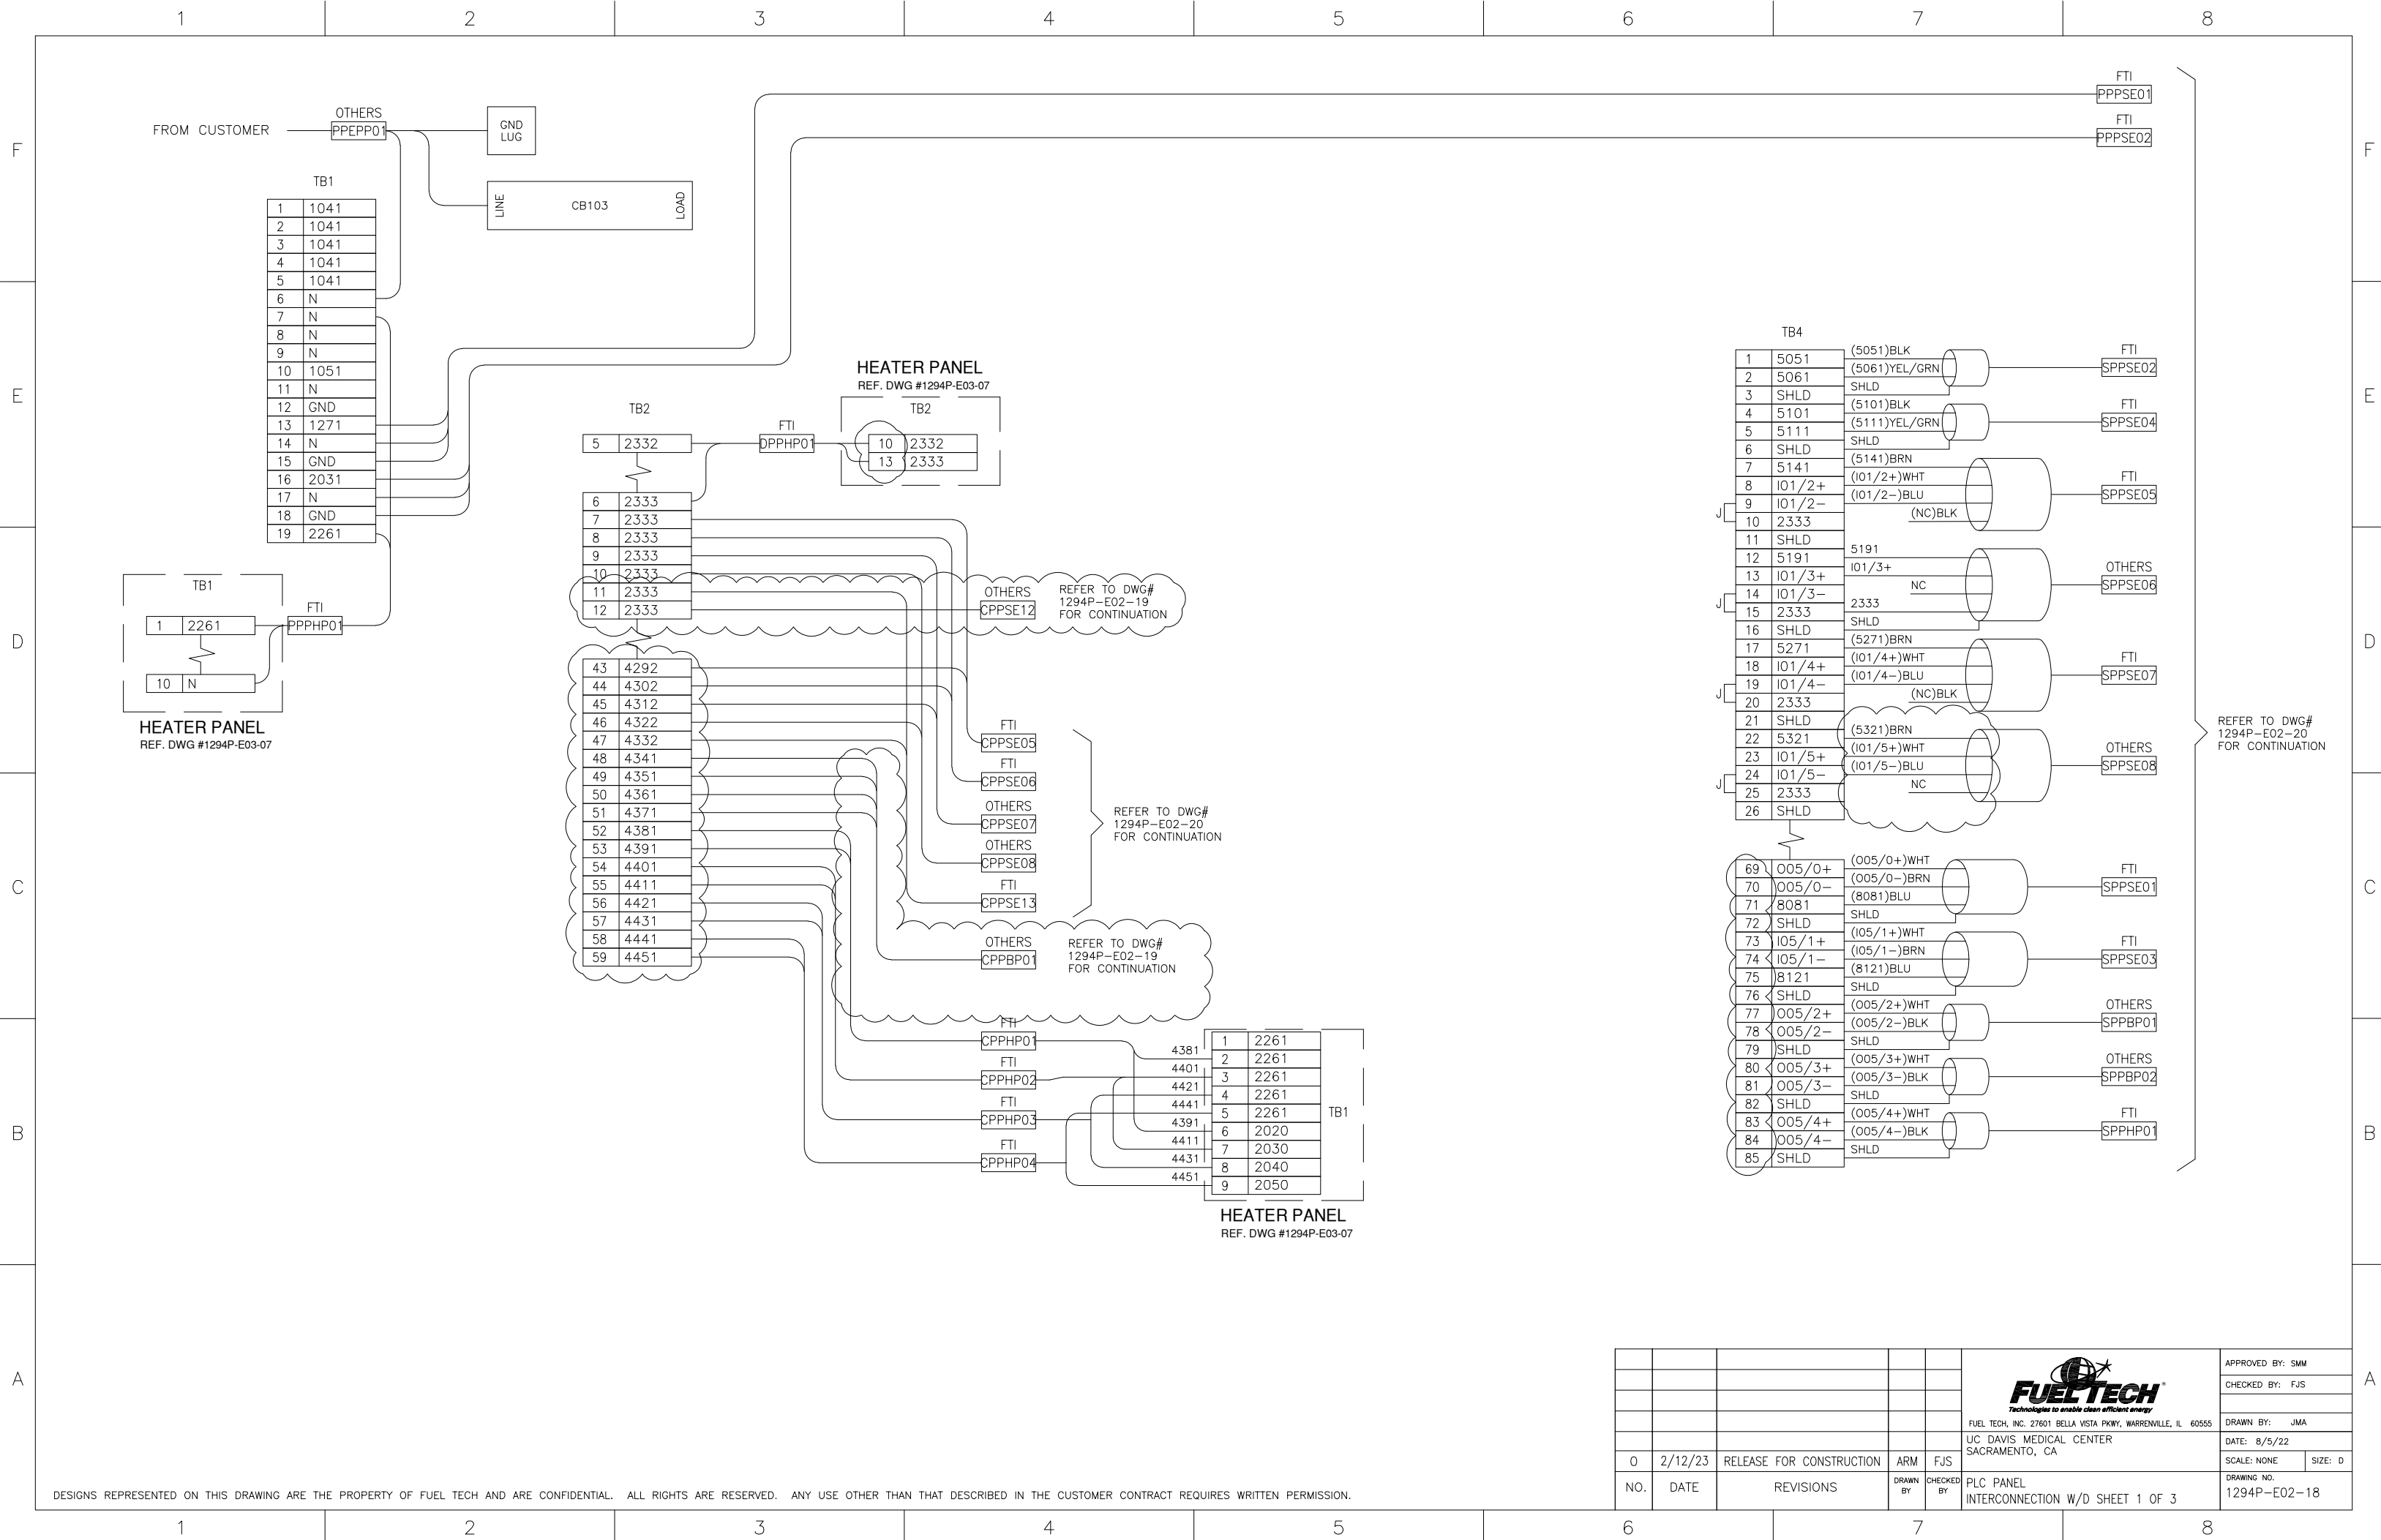 1 2 3 4 5 6 7 8
F
E
D
C
B
A
F
E
D
C
B
A
FROM CUSTOMER
OTHERS
PPEPP01
GND
LUG
LINE
CB103
LOAD
FTI
PPPSE01
FTI
PPPSE02
TB1
1 1041
2 1041
3 1041
4 1041
5 1041
6 N
7 N
8 N
9 N
10 1051
11 N
12 GND
13 1271
14 N
15 GND
16 2031
17 N
18 GND
19 2261
TB1
1 2261
10 N
FTI
PPPHP01
HEATER PANEL
REF. DWG #1294P-E03-07
TB2
5 2332
6 2333
7 2333
8 2333
9 2333
10 2333
11 2333
12 2333
43 4292
44 4302
45 4312
46 4322
47 4332
48 4341
49 4351
50 4361
51 4371
52 4381
53 4391
54 4401
55 4411
56 4421
57 4431
58 4441
59 4451
FTI
DPPHP01
HEATER PANEL
REF. DWG #1294P-E03-07
TB2
10 2332
13 2333
OTHERS
CPPSE12
REFER TO DWG#
1294P-E02-19
FOR CONTINUATION
FTI
CPPSE05
FTI
CPPSE06
OTHERS
CPPSE07
OTHERS
CPPSE08
FTI
CPPSE13
REFER TO DWG#
1294P-E02-20
FOR CONTINUATION
OTHERS
CPPBP01
REFER TO DWG#
1294P-E02-19
FOR CONTINUATION
FTI
CPPHP01
FTI
CPPHP02
FTI
CPPHP03
FTI
CPPHP04
4381
4401
4421
4441
4391
4411
4431
4451
1 2261
2 2261
3 2261
4 2261
5 2261
6 2020
7 2030
8 2040
9 2050
TB1
HEATER PANEL
REF. DWG #1294P-E03-07
TB4
1 5051 (5051)BLK
2 5061 (5061)YEL/GRN
3 SHLD SHLD
4 5101 (5101)BLK
5 5111 (5111)YEL/GRN
6 SHLD SHLD
7 5141 (5141)BRN
8 I01/2+ (I01/2+)WHT
9 I01/2- (I01/2-)BLU
10 2333 (NC)BLK
11 SHLD
12 5191 5191
13 I01/3+ I01/3+
14 I01/3- NC
15 2333 2333
16 SHLD SHLD
17 5271 (5271)BRN
18 I01/4+ (I01/4+)WHT
19 I01/4- (I01/4-)BLU
20 2333 (NC)BLK
21 SHLD
22 5321 (5321)BRN
23 I01/5+ (I01/5+)WHT
24 I01/5- (I01/5-)BLU
25 2333 NC
26 SHLD
J
J
J
J
69 O05/0+ (O05/0+)WHT
70 O05/0- (O05/0-)BRN
71 8081 (8081)BLU
72 SHLD SHLD
73 I05/1+ (I05/1+)WHT
74 I05/1- (I05/1-)BRN
75 8121 (8121)BLU
76 SHLD SHLD
77 O05/2+ (O05/2+)WHT
78 O05/2- (O05/2-)BLK
79 SHLD SHLD
80 O05/3+ (O05/3+)WHT
81 O05/3- (O05/3-)BLK
82 SHLD SHLD
83 O05/4+ (O05/4+)WHT
84 O05/4- (O05/4-)BLK
85 SHLD SHLD
FTI
SPPSE02
FTI
SPPSE04
FTI
SPPSE05
OTHERS
SPPSE06
FTI
SPPSE07
OTHERS
SPPSE08
FTI
SPPSE01
FTI
SPPSE03
OTHERS
SPPBP01
OTHERS
SPPBP02
FTI
SPPHP01
REFER TO DWG#
1294P-E02-20
FOR CONTINUATION
0 2/12/23 RELEASE FOR CONSTRUCTION ARM FJS
NO. DATE REVISIONS DRAWN BY CHECKED BY
FUEL TECH®
Technologies to enable clean efficient energy
FUEL TECH, INC. 27601 BELLA VISTA PKWY, WARRENVILLE, IL 60555
UC DAVIS MEDICAL CENTER
SACRAMENTO, CA
PLC PANEL
INTERCONNECTION W/D SHEET 1 OF 3
APPROVED BY: SMM
CHECKED BY: FJS
DRAWN BY: JMA
DATE: 8/5/22
SCALE: NONE SIZE: D
DRAWING NO.
1294P-E02-18
DESIGNS REPRESENTED ON THIS DRAWING ARE THE PROPERTY OF FUEL TECH AND ARE CONFIDENTIAL. ALL RIGHTS ARE RESERVED. ANY USE OTHER THAN THAT DESCRIBED IN THE CUSTOMER CONTRACT REQUIRES WRITTEN PERMISSION.
1 2 3 4 5 6 7 8